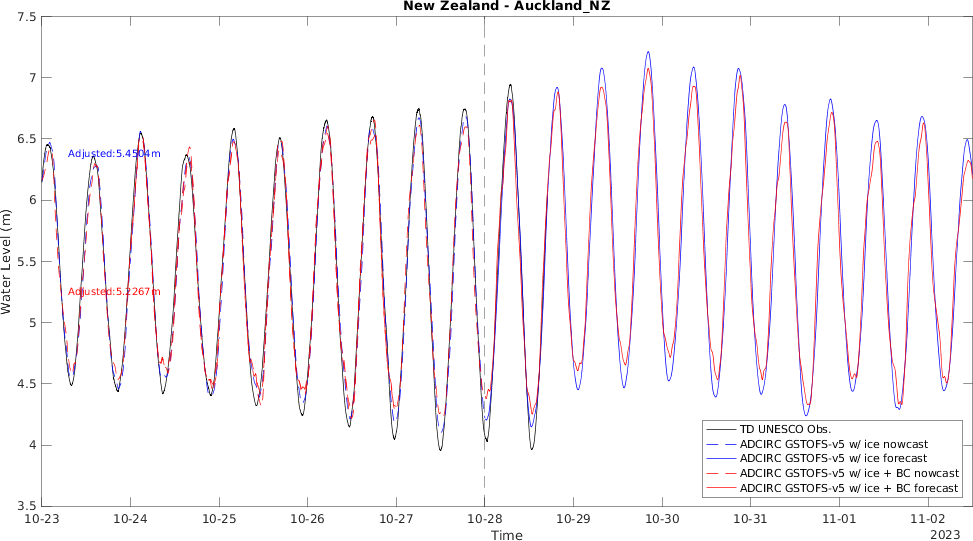 New Zealand - Auckland_NZ
7.5
7
6.5
6
5.5
5
4.5
4
3.5
Water Level (m)
Adjusted:5.4504m
Adjusted:5.2267m
TD UNESCO Obs.
ADCIRC GSTOFS-v5 w/ ice nowcast
ADCIRC GSTOFS-v5 w/ ice forecast
ADCIRC GSTOFS-v5 w/ ice + BC nowcast
ADCIRC GSTOFS-v5 w/ ice + BC forecast
10-23 10-24 10-25 10-26 10-27 10-28 10-29 10-30 10-31 11-01 11-02
2023
Time